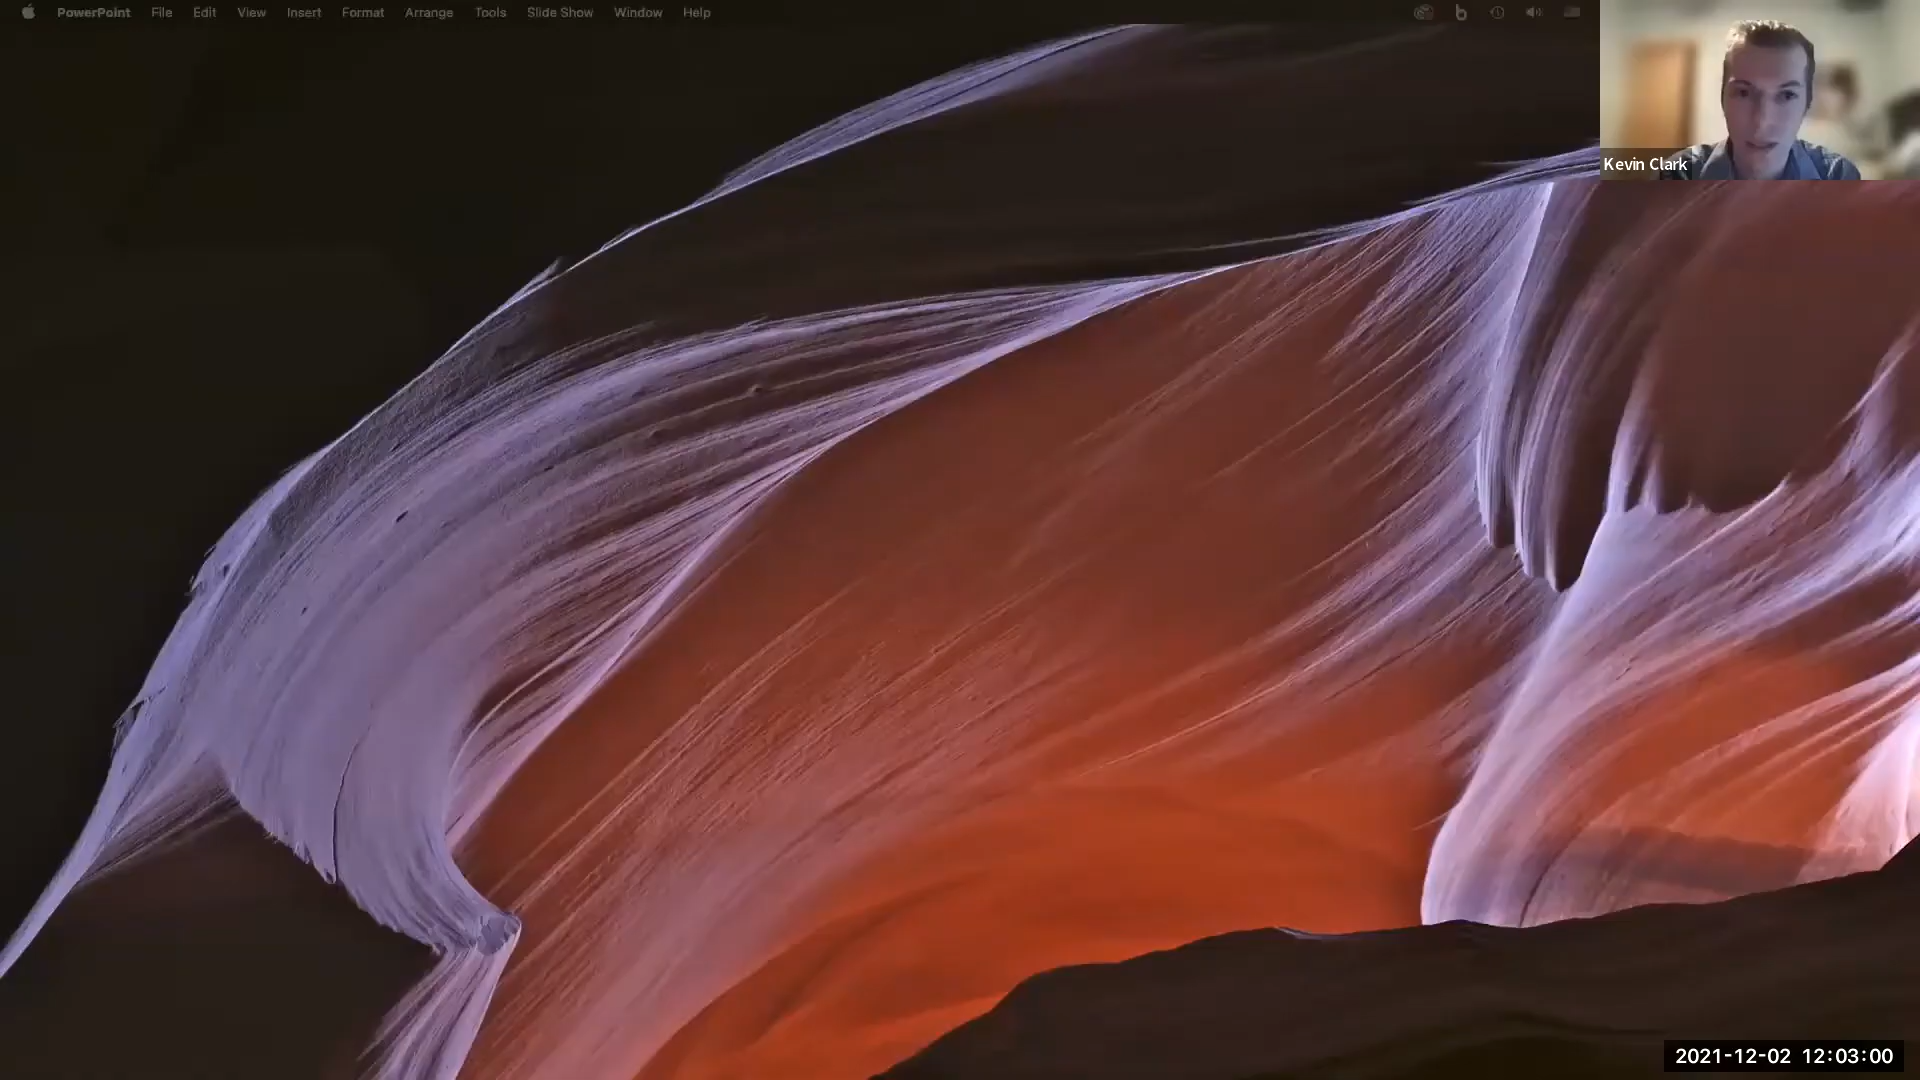 PowerPoint File Edit View Insert Format Arrange Tools Slide Show Window Help
Kevin Clark
2021-12-02 12:03:00